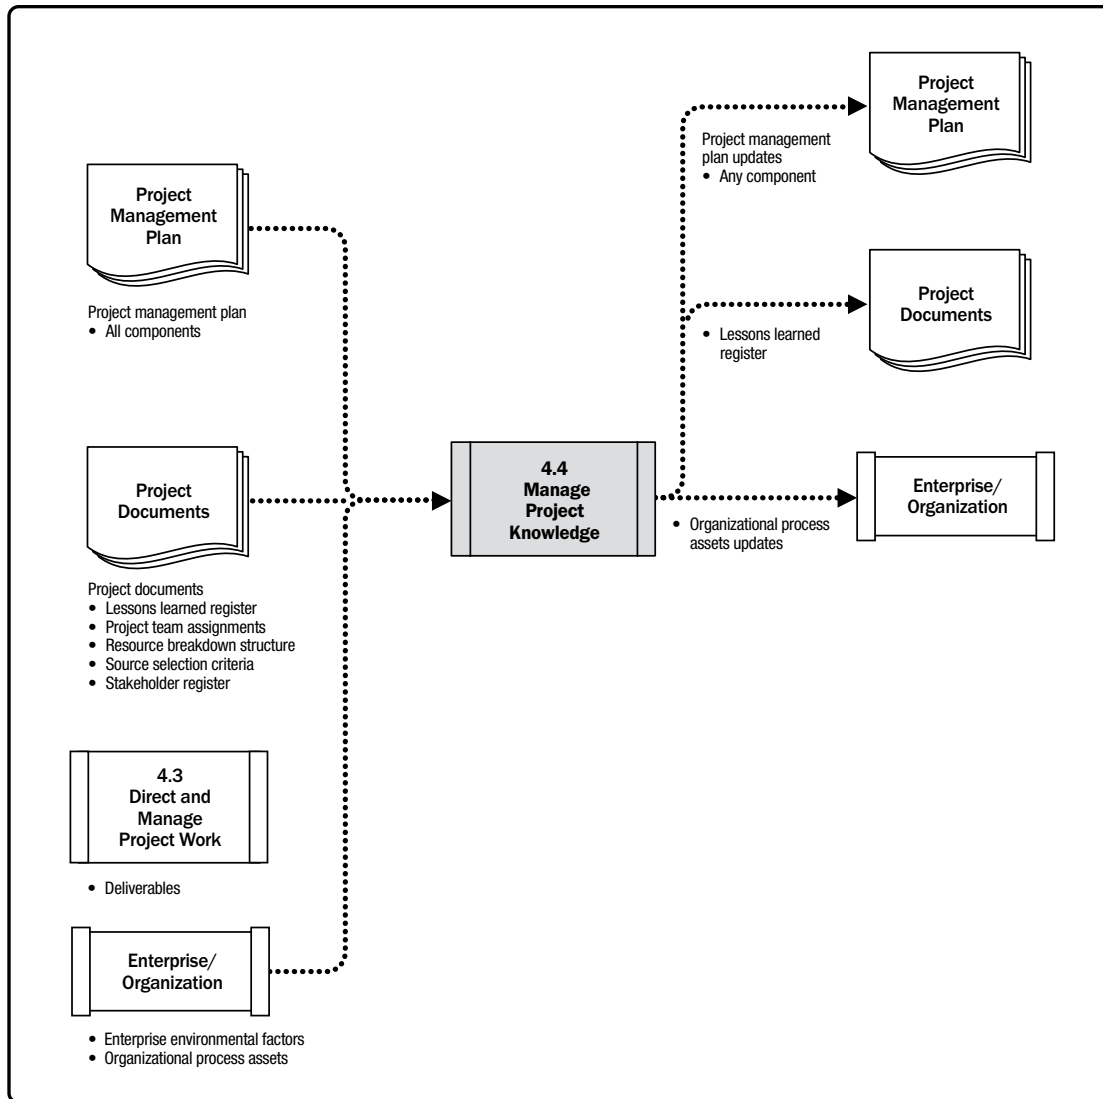 Project
Management
Plan
Project management plan
• All components
Project
Documents
Project documents
• Lessons learned register
• Project team assignments
• Resource breakdown structure
• Source selection criteria
• Stakeholder register
4.3
Direct and
Manage
Project Work
• Deliverables
Enterprise/
Organization
• Enterprise environmental factors
• Organizational process assets
4.4
Manage
Project
Knowledge
Project management
plan updates
• Any component
Project
Management
Plan
• Lessons learned
register
Project
Documents
• Organizational process
assets updates
Enterprise/
Organization